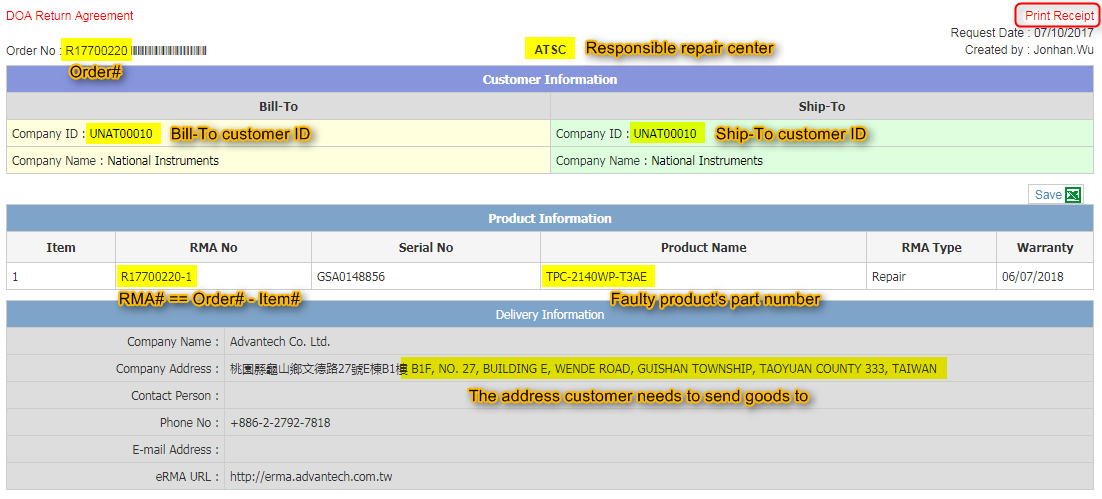 DOA Return Agreement
Print Receipt
Request Date : 07/10/2017
Order No : R17700220
ATSC
Responsible repair center
Created by : Jonhan.Wu
Order#
Customer Information
Bill-To Ship-To
Company ID : UNAT00010 Bill-To customer ID Company ID : UNAT00010 Ship-To customer ID
Company Name : National Instruments Company Name : National Instruments
Save
Product Information
Item RMA No Serial No Product Name RMA Type Warranty
1 R17700220-1 GSA0148856 TPC-2140WP-T3AE Repair 06/07/2018
RMA# == Order# - Item# Faulty product's part number
Delivery Information
Company Name : Advantech Co. Ltd.
Company Address : 桃園縣龜山鄉文德路27號E棟B1樓 B1F, NO. 27, BUILDING E, WENDE ROAD, GUISHAN TOWNSHIP, TAOYUAN COUNTY 333, TAIWAN
Contact Person : The address customer needs to send goods to
Phone No : +886-2-2792-7818
E-mail Address :
eRMA URL : http://erma.advantech.com.tw